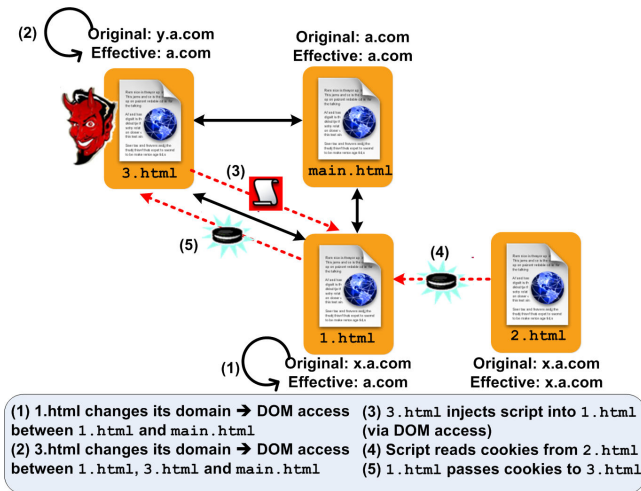 (2)
Original: y.a.com
Effective: a.com
Original: a.com
Effective: a.com
3.html
main.html
(3)
(5)
(4)
1.html
2.html
(1)
Original: x.a.com
Effective: a.com
Original: x.a.com
Effective: x.a.com
(1) 1.html changes its domain ➔ DOM access
between 1.html and main.html
(2) 3.html changes its domain ➔ DOM access
between 1.html, 3.html and main.html
(3) 3.html injects script into 1.html
(via DOM access)
(4) Script reads cookies from 2.html
(5) 1.html passes cookies to 3.html